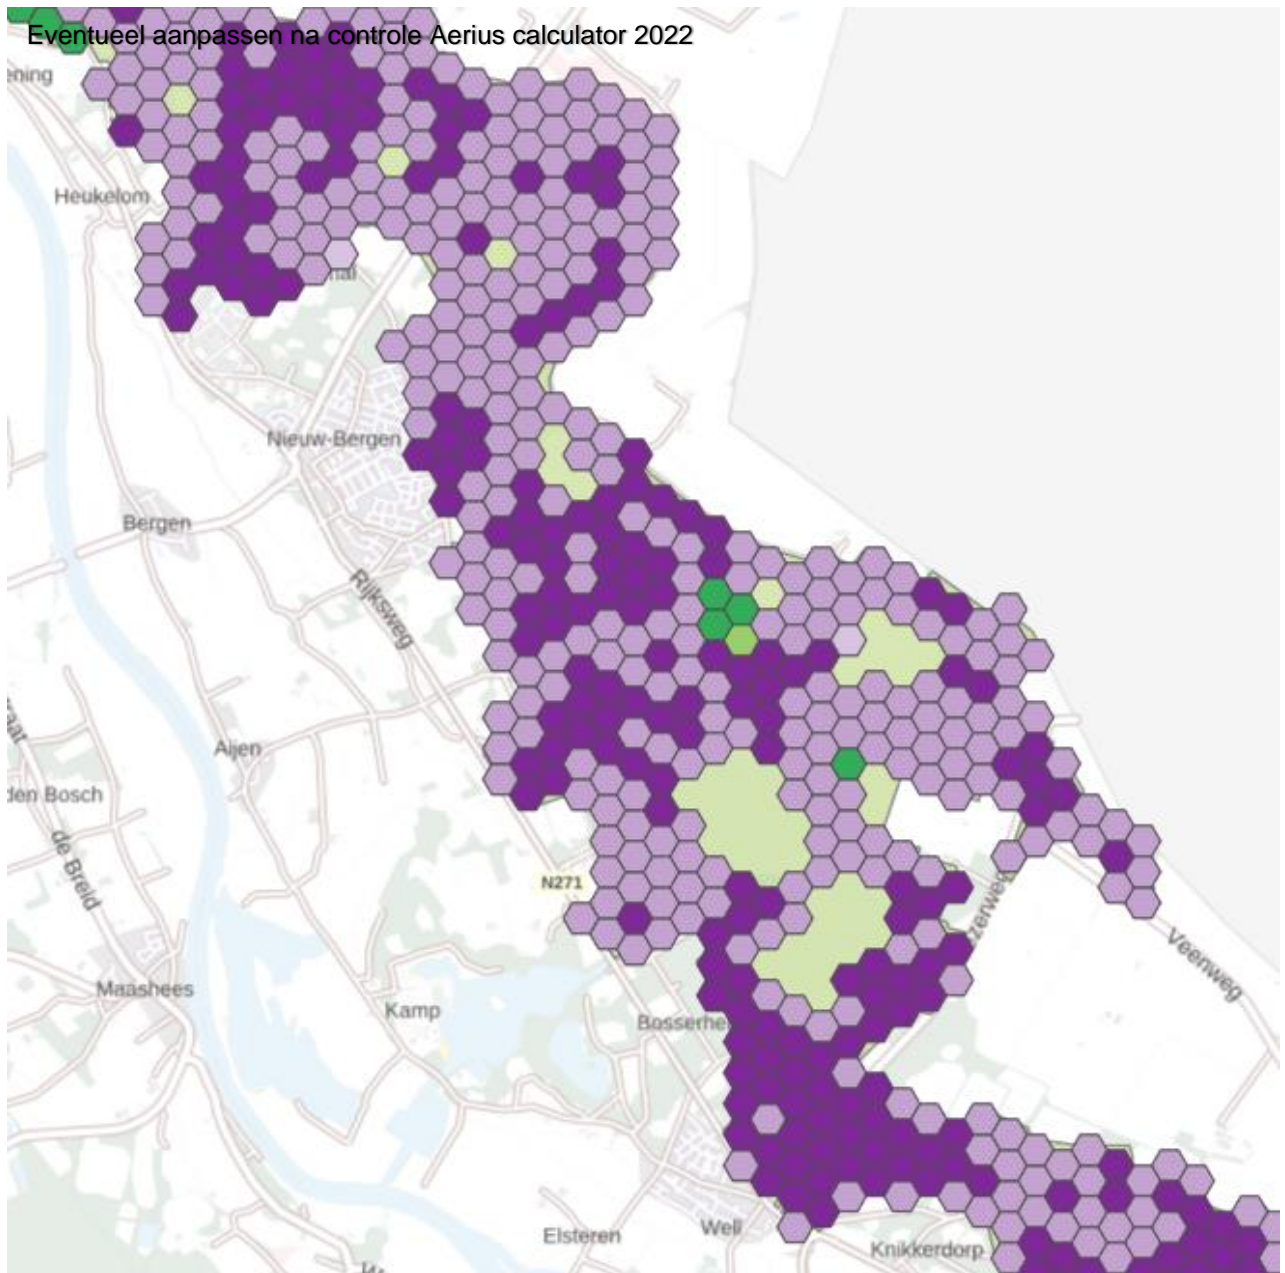 Eventueel aanpassen na controle Aerius calculator 2022
Heukelom
Nieuw-Bergen
Bergen
Rijksweg
Aijen
den Bosch
de Breid
N271
Maashees
Kamp
Bosserhe
Veenweg
Elsteren
Well
Knikkerdorp